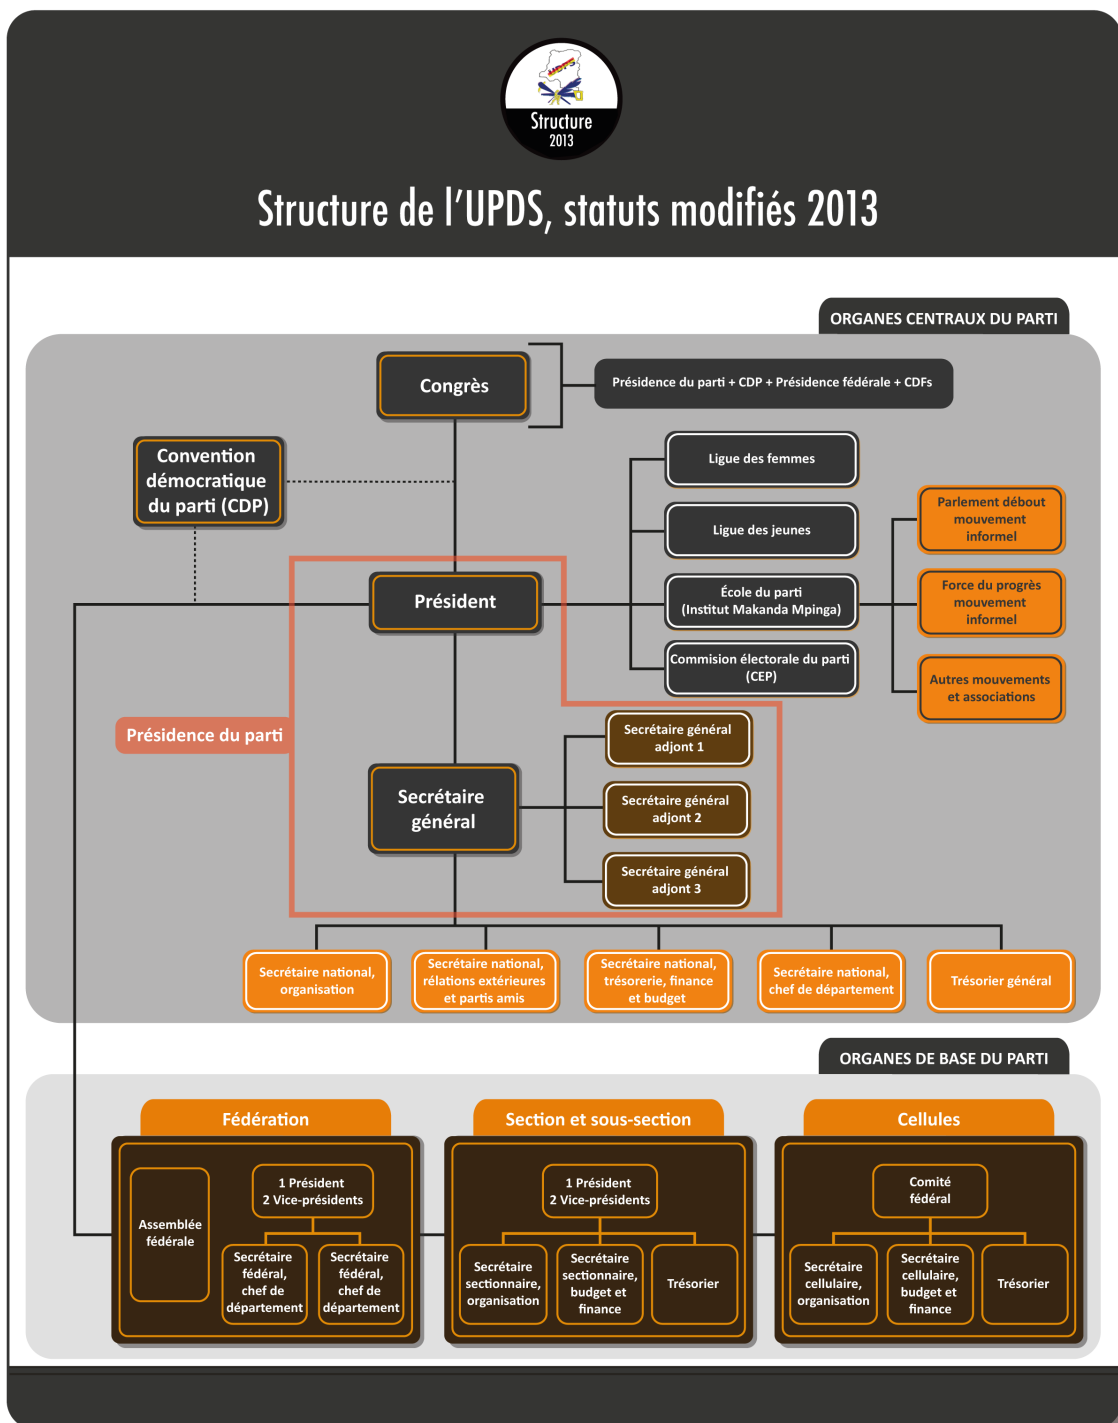 UDPS
Structure
2013
Structure de l'UPDS, statuts modifiés 2013
ORGANES CENTRAUX DU PARTI
Congrès
Présidence du parti + CDP + Présidence fédérale + CDFs
Convention
démocratique
du parti (CDP)
Ligue des femmes
Ligue des jeunes
Président
École du parti
(Institut Makanda Mpinga)
Commision électorale du parti
(CEP)
Parlement débout
mouvement
informel
Force du progrès
mouvement
informel
Autres mouvements
et associations
Présidence du parti
Secrétaire
général
Secrétaire général
adjont 1
Secrétaire général
adjont 2
Secrétaire général
adjont 3
Secrétaire national,
organisation
Secrétaire national,
rélations extérieures
et partis amis
Secrétaire national,
trésorerie, finance
et budget
Secrétaire national,
chef de département
Trésorier général
ORGANES DE BASE DU PARTI
Fédération
Assemblée
fédérale
1 Président
2 Vice-présidents
Secrétaire
fédéral,
chef de
département
Secrétaire
fédéral,
chef de
département
Section et sous-section
1 Président
2 Vice-présidents
Secrétaire
sectionnaire,
organisation
Secrétaire
sectionnaire,
budget et
finance
Trésorier
Cellules
Comité
fédéral
Secrétaire
cellulaire,
organisation
Secrétaire
cellulaire,
budget et
finance
Trésorier